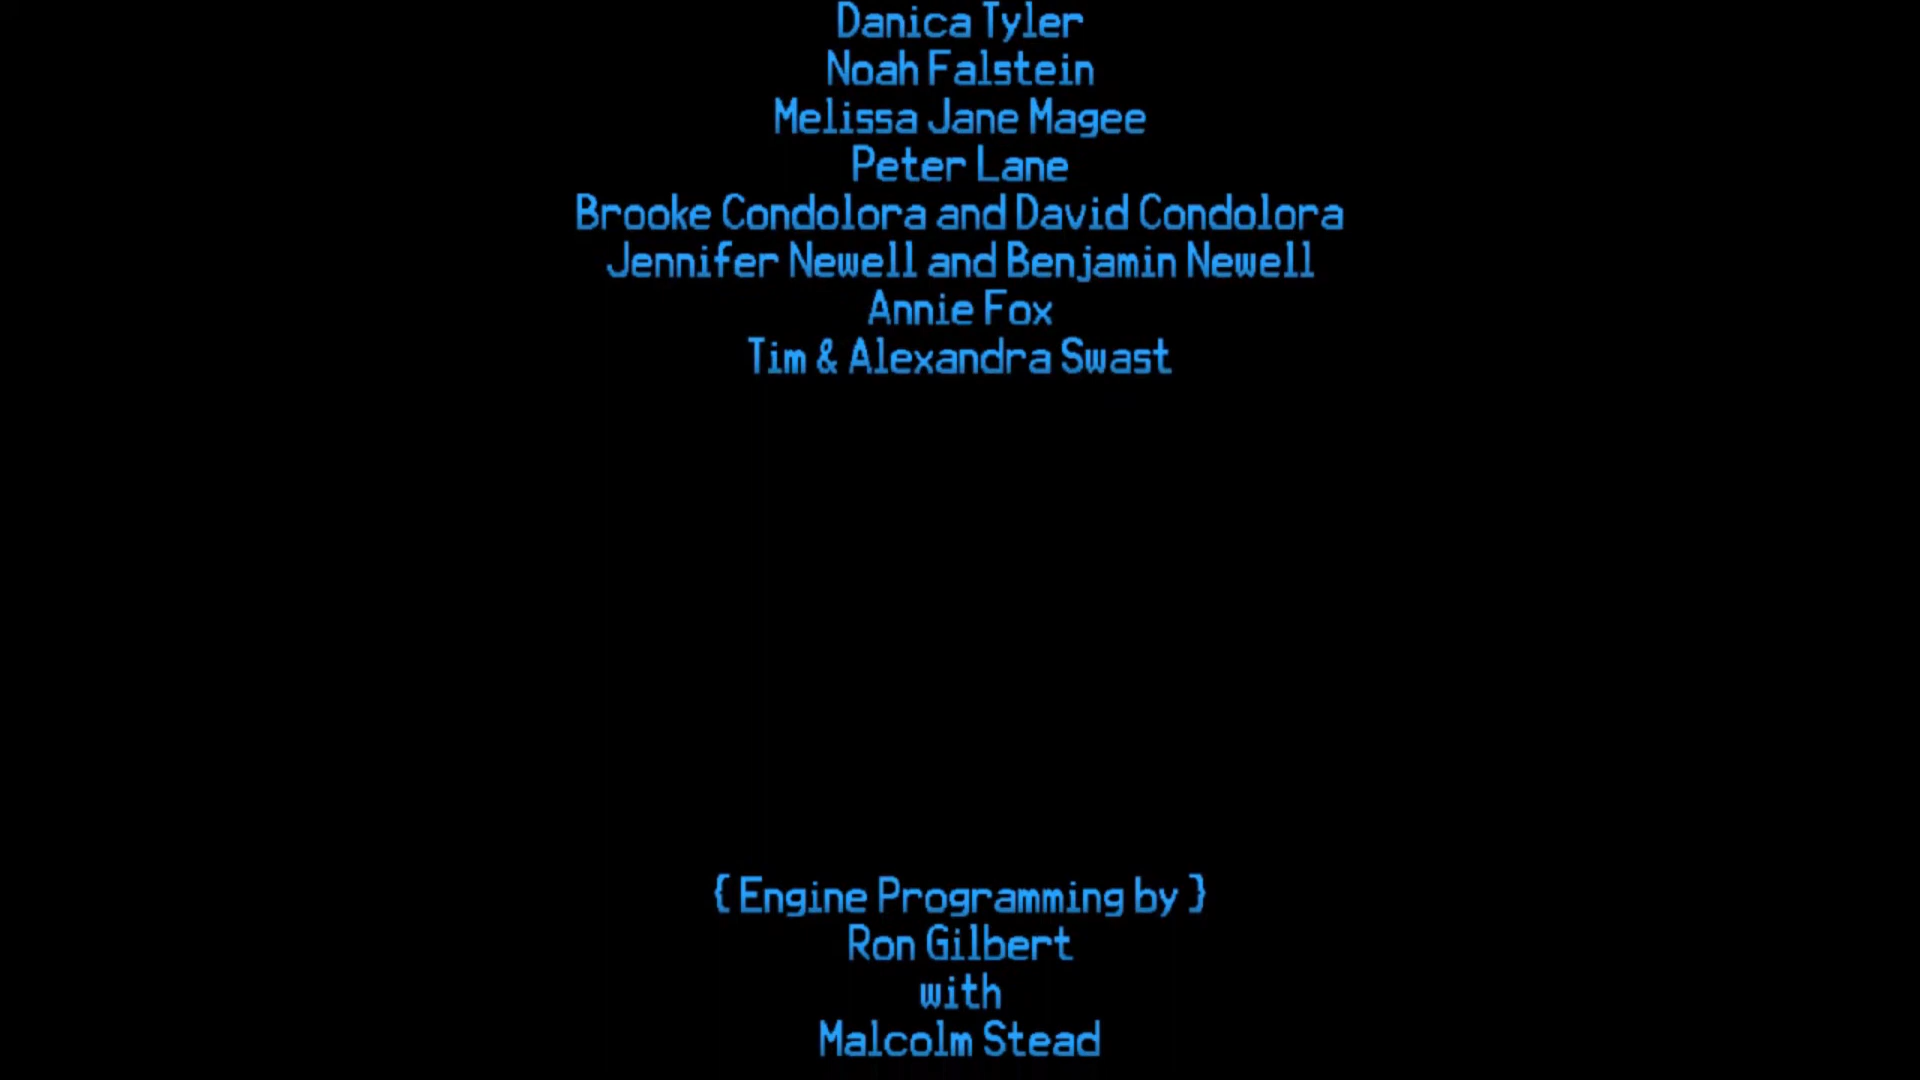 Danica Tyler
Noah Falstein
Melissa Jane Magee
Peter Lane
Brooke Condolora and David Condolora
Jennifer Newell and Benjamin Newell
Annie Fox
Tim & Alexandra Swast
{ Engine Programming by }
Ron Gilbert
with
Malcolm Stead